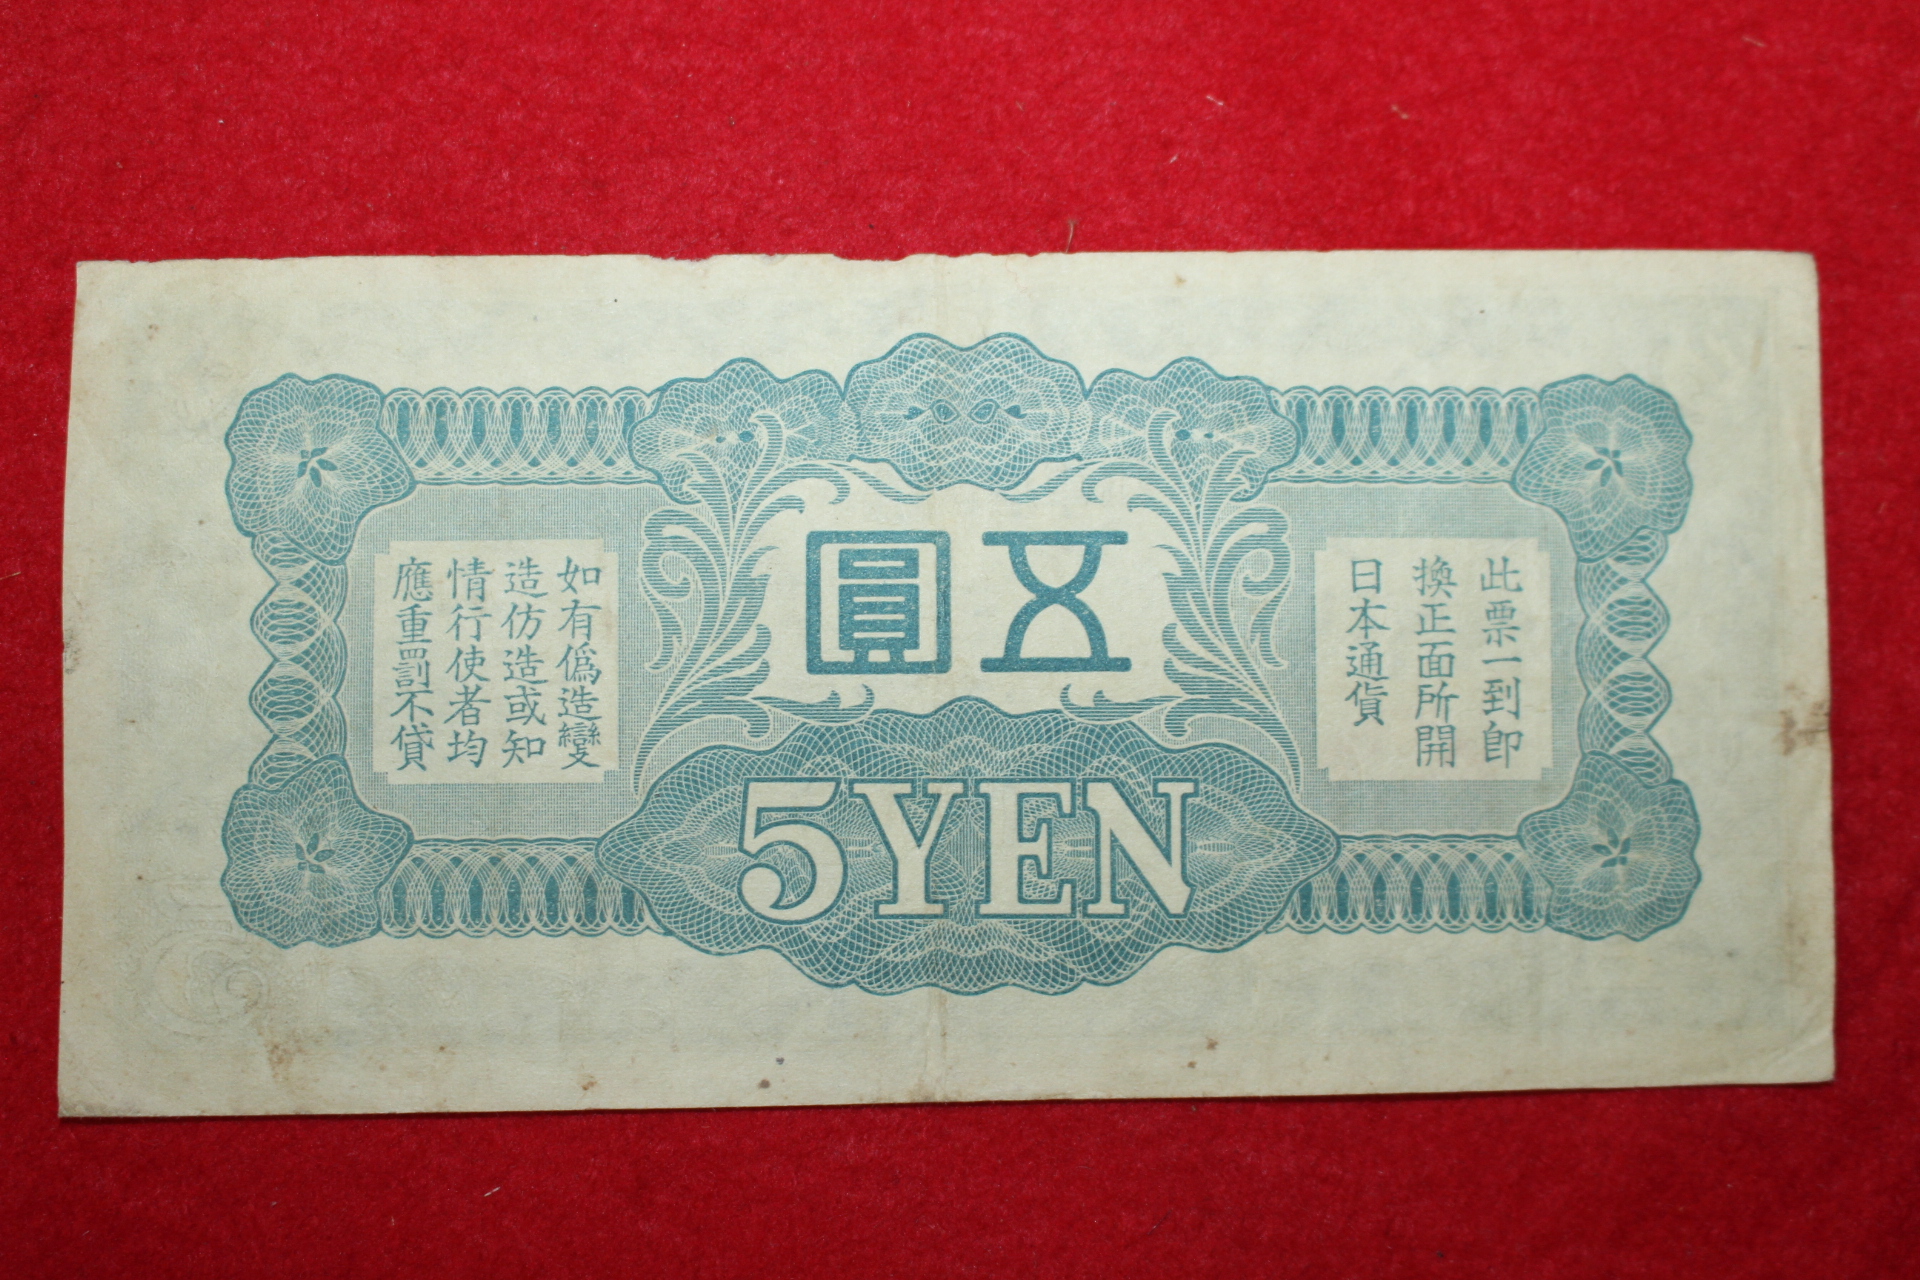 五圓
此票一到卽
換正面所開
日本通貨
如有僞造變
造仿造或知
情行使者均
應重罰不貸
5YEN